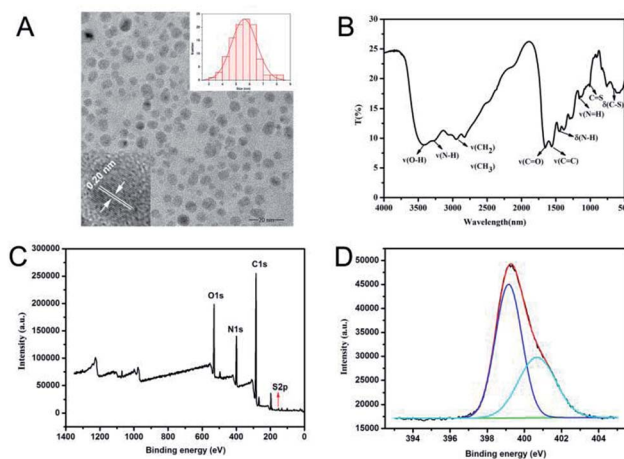 A
0.20 nm
B
T(%)
25
20
15
10
5
0
ν(O-H)
ν(N-H)
ν(CH2)
ν(CH3)
ν(C=O)
ν(C=C)
δ(N-H)
ν(N=H)
C=S
δ(C-S)
4000 3500 3000 2500 2000 1500 1000 500
Wavelength(nm)
C
Intensity (a.u.)
300000
250000
200000
150000
100000
50000
0
O1s
N1s
C1s
S2p
1400 1200 1000 800 600 400 200 0
Binding energy (eV)
D
Intensity (a.u.)
50000
45000
40000
35000
30000
25000
20000
15000
10000
394 396 398 400 402 404
Binding energy (eV)